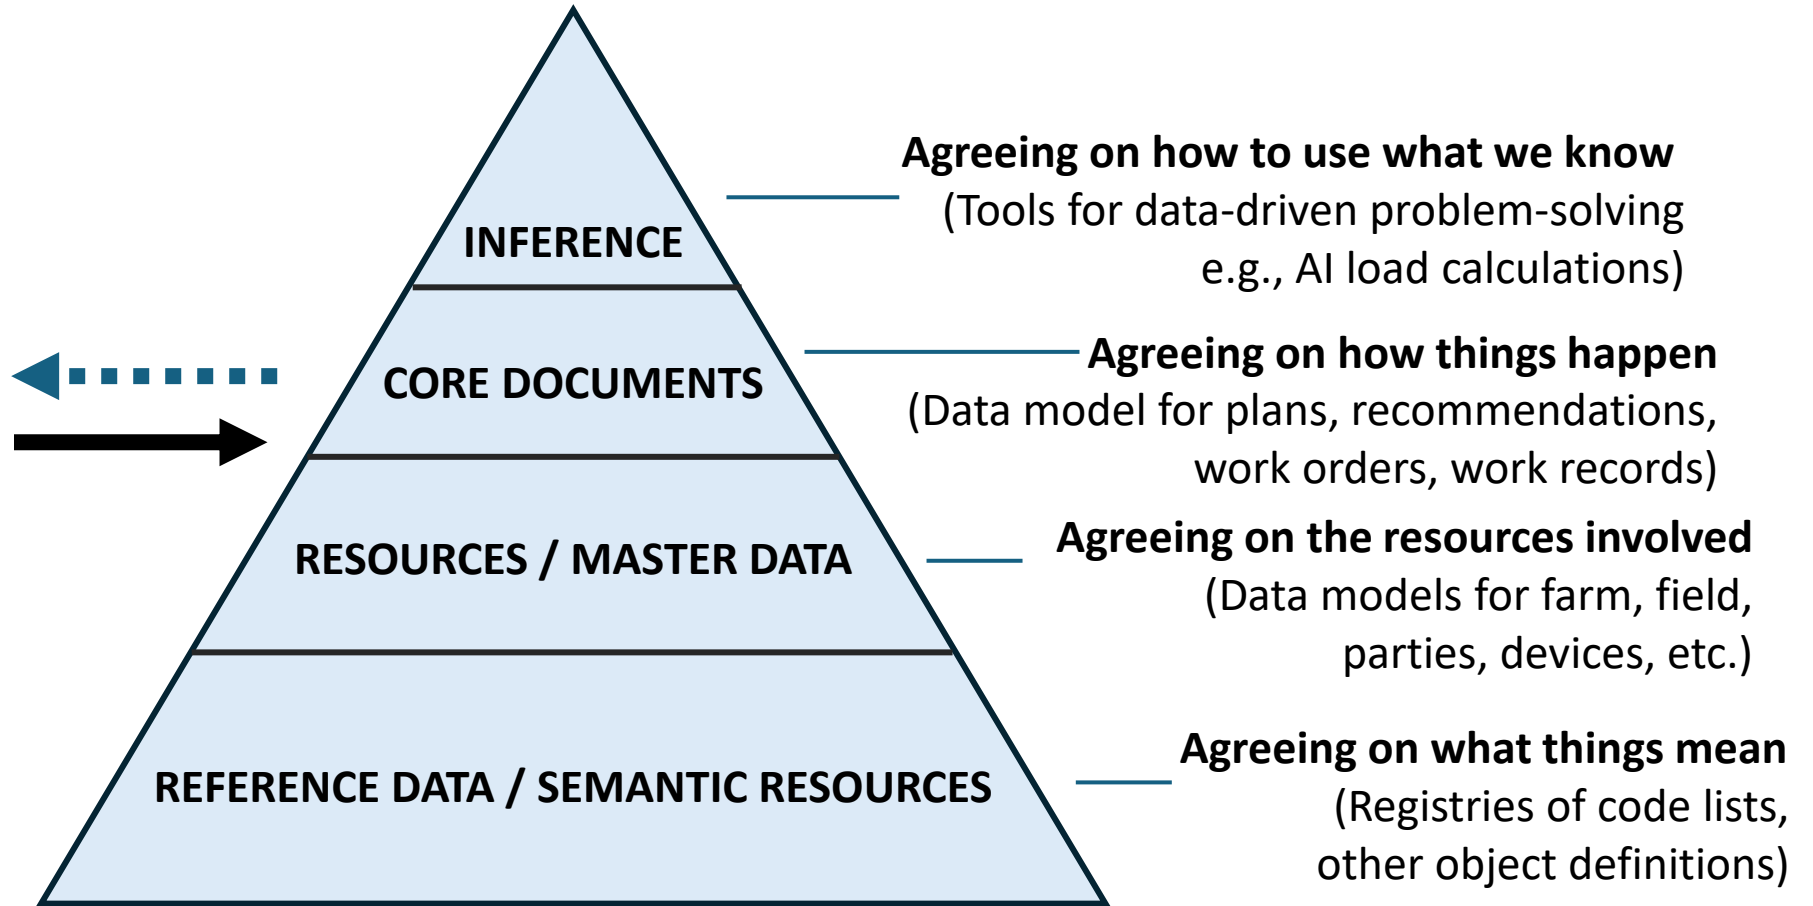 INFERENCE
Agreeing on how to use what we know
(Tools for data-driven problem-solving
e.g., AI load calculations)
CORE DOCUMENTS
Agreeing on how things happen
(Data model for plans, recommendations,
work orders, work records)
RESOURCES / MASTER DATA
Agreeing on the resources involved
(Data models for farm, field,
parties, devices, etc.)
REFERENCE DATA / SEMANTIC RESOURCES
Agreeing on what things mean
(Registries of code lists,
other object definitions)